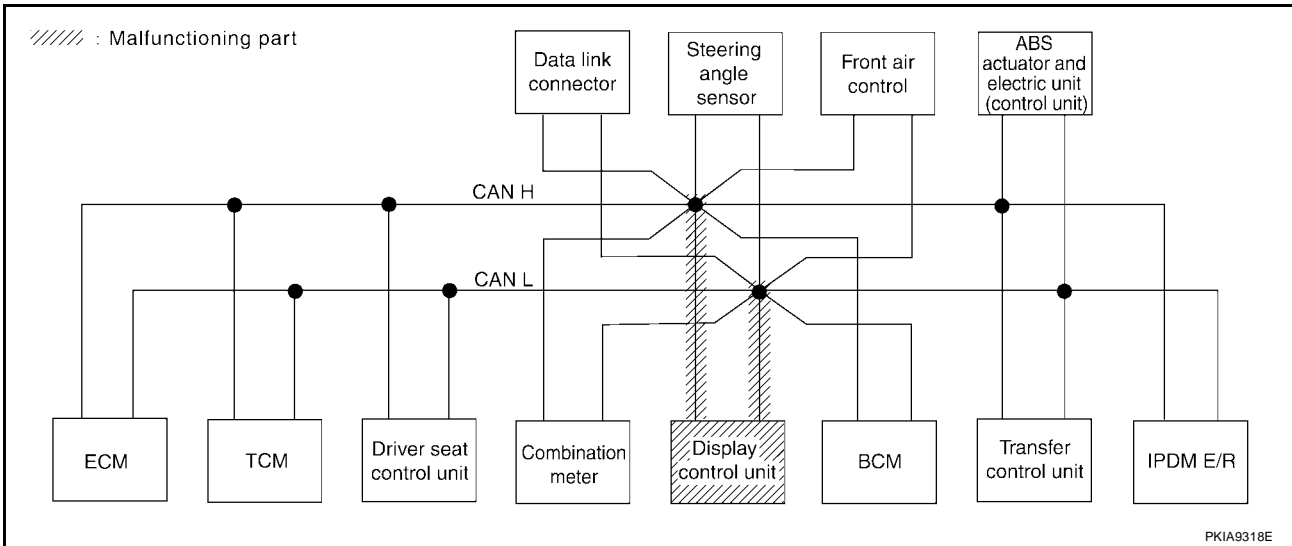 : Malfunctioning part
Data link
connector
Steering
angle
sensor
Front air
control
ABS
actuator and
electric unit
(control unit)
CAN H
CAN L
ECM
TCM
Driver seat
control unit
Combination
meter
Display
control unit
BCM
Transfer
control unit
IPDM E/R
PKIA9318E